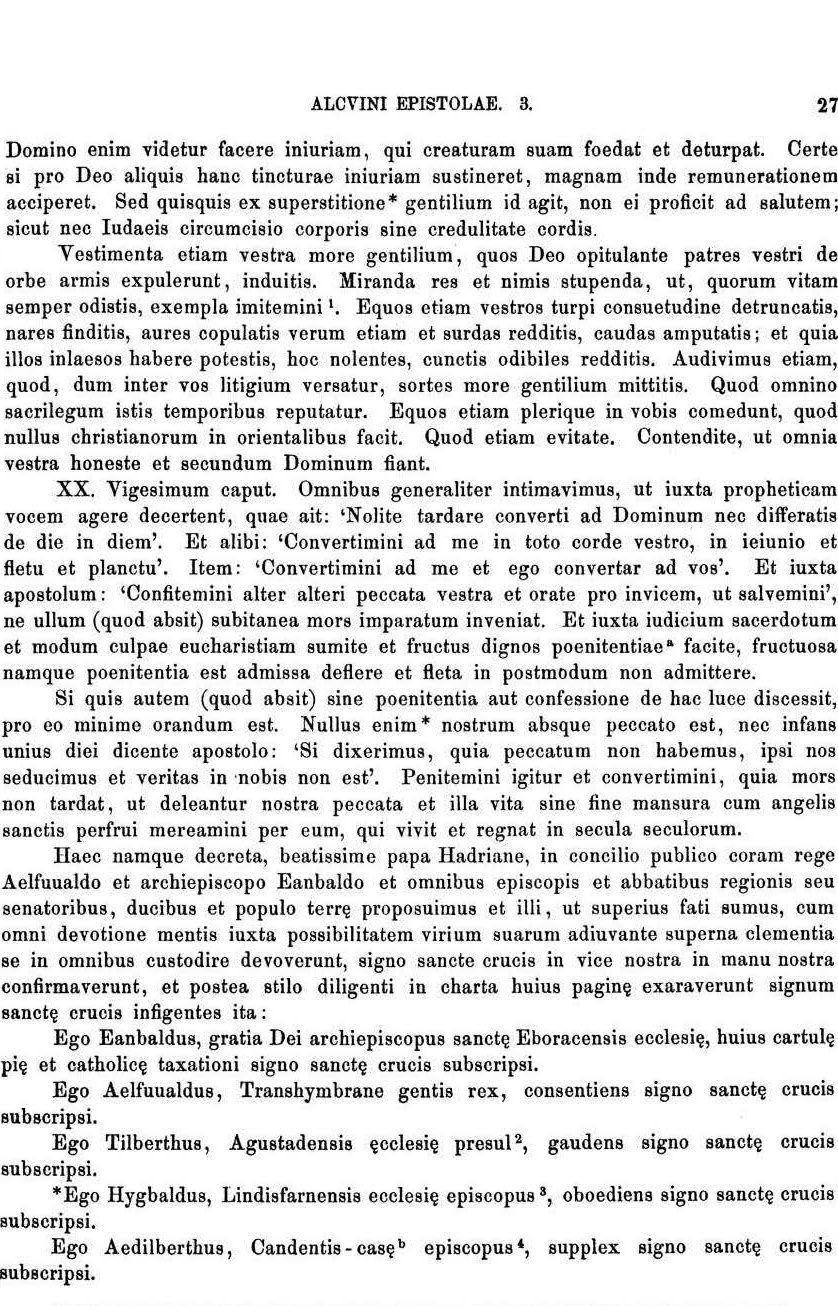 ALCVINI EPISTOLAE. 3. 27
Domino enim videtur facere iniuriam, qui creaturam suam foedat et deturpat. Certe
si pro Deo aliquis hanc tincturae iniuriam sustineret, magnam inde remunerationem
acciperet. Sed quisquis ex superstitione* gentilium id agit, non ei proficit ad salutem;
sicut nec Iudaeis circumcisio corporis sine credulitate cordis.
Vestimenta etiam vestra more gentilium, quos Deo opitulante patres vestri de
orbe armis expulerunt, induitis. Miranda res et nimis stupenda, ut, quorum vitam
semper odistis, exempla imitemini¹. Equos etiam vestros turpi consuetudine detruncatis,
nares finditis, aures copulatis verum etiam et surdas redditis, caudas amputatis; et quia
illos inlaesos habere potestis, hoc nolentes, cunctis odibiles redditis. Audivimus etiam,
quod, dum inter vos litigium versatur, sortes more gentilium mittitis. Quod omnino
sacrilegum istis temporibus reputatur. Equos etiam plerique in vobis comedunt, quod
nullus christianorum in orientalibus facit. Quod etiam evitate. Contendite, ut omnia
vestra honeste et secundum Dominum fiant.
XX. Vigesimum caput. Omnibus generaliter intimavimus, ut iuxta propheticam
vocem agere decertent, quae ait: ‘Nolite tardare converti ad Dominum nec differatis
de die in diem’. Et alibi: ‘Convertimini ad me in toto corde vestro, in ieiunio et
fletu et planctu’. Item: ‘Convertimini ad me et ego convertar ad vos’. Et iuxta
apostolum: ‘Confitemini alter alteri peccata vestra et orate pro invicem, ut salvemini’,
ne ullum (quod absit) subitanea mors imparatum inveniat. Et iuxta iudicium sacerdotum
et modum culpae eucharistiam sumite et fructus dignos poenitentiaeᵃ facite, fructuosa
namque poenitentia est admissa deflere et fleta in postmodum non admittere.
Si quis autem (quod absit) sine poenitentia aut confessione de hac luce discessit,
pro eo minime orandum est. Nullus enim* nostrum absque peccato est, nec infans
unius diei dicente apostolo: ‘Si dixerimus, quia peccatum non habemus, ipsi nos
seducimus et veritas in nobis non est’. Penitemini igitur et convertimini, quia mors
non tardat, ut deleantur nostra peccata et illa vita sine fine mansura cum angelis
sanctis perfrui mereamini per eum, qui vivit et regnat in secula seculorum.
Haec namque decreta, beatissime papa Hadriane, in concilio publico coram rege
Aelfuualdo et archiepiscopo Eanbaldo et omnibus episcopis et abbatibus regionis seu
senatoribus, ducibus et populo terrę proposuimus et illi, ut superius fati sumus, cum
omni devotione mentis iuxta possibilitatem virium suarum adiuvante superna clementia
se in omnibus custodire devoverunt, signo sancte crucis in vice nostra in manu nostra
confirmaverunt, et postea stilo diligenti in charta huius paginę exaraverunt signum
sanctę crucis infigentes ita:
Ego Eanbaldus, gratia Dei archiepiscopus sanctę Eboracensis ecclesię, huius cartulę
pię et catholicę taxationi signo sanctę crucis subscripsi.
Ego Aelfuualdus, Transhymbrane gentis rex, consentiens signo sanctę crucis
subscripsi.
Ego Tilberthus, Agustadensis ęcclesię presul², gaudens signo sanctę crucis
subscripsi.
*Ego Hygbaldus, Lindisfarnensis ecclesię episcopus³, oboediens signo sanctę crucis
subscripsi.
Ego Aedilberthus, Candentis-casęᵇ episcopus⁴, supplex signo sanctę crucis
subscripsi.